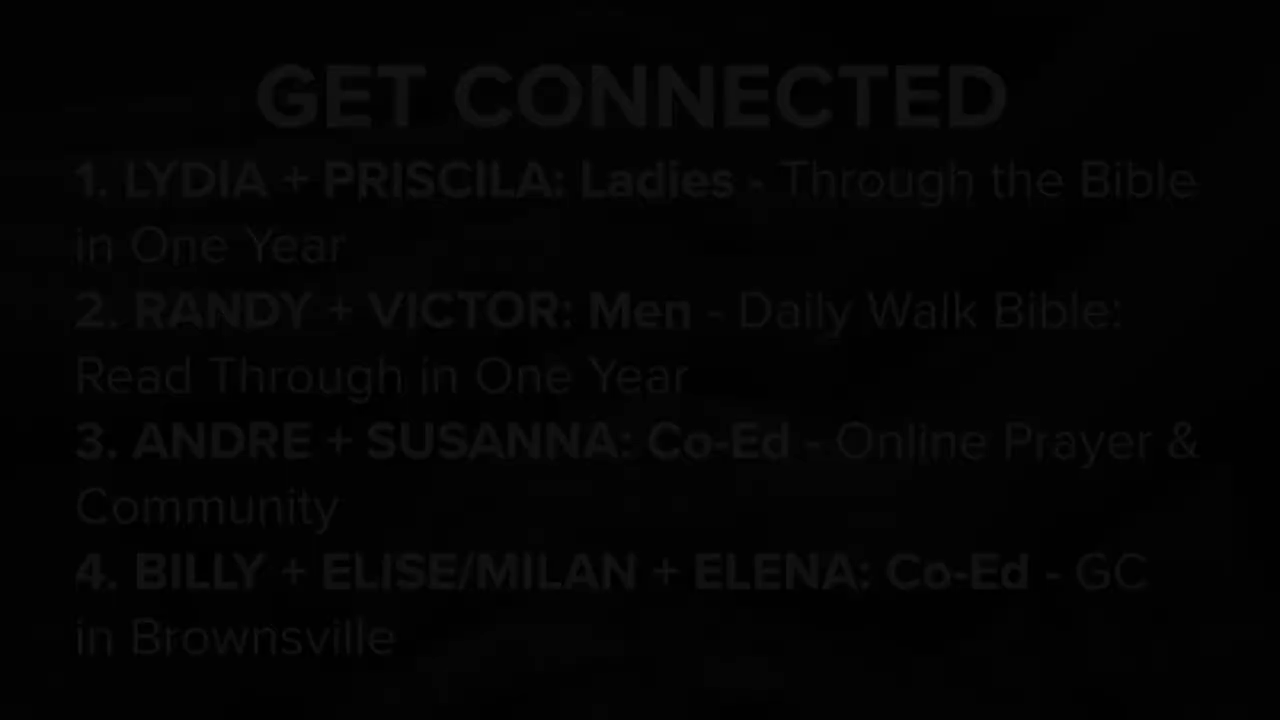 GET CONNECTED
1. LYDIA + PRISCILA: Ladies - Through the Bible
in One Year
2. RANDY + VICTOR: Men - Daily Walk Bible:
Read Through in One Year
3. ANDRE + SUSANNA: Co-Ed - Online Prayer &
Community
4. BILLY + ELISE/MILAN + ELENA: Co-Ed - GC
in Brownsville